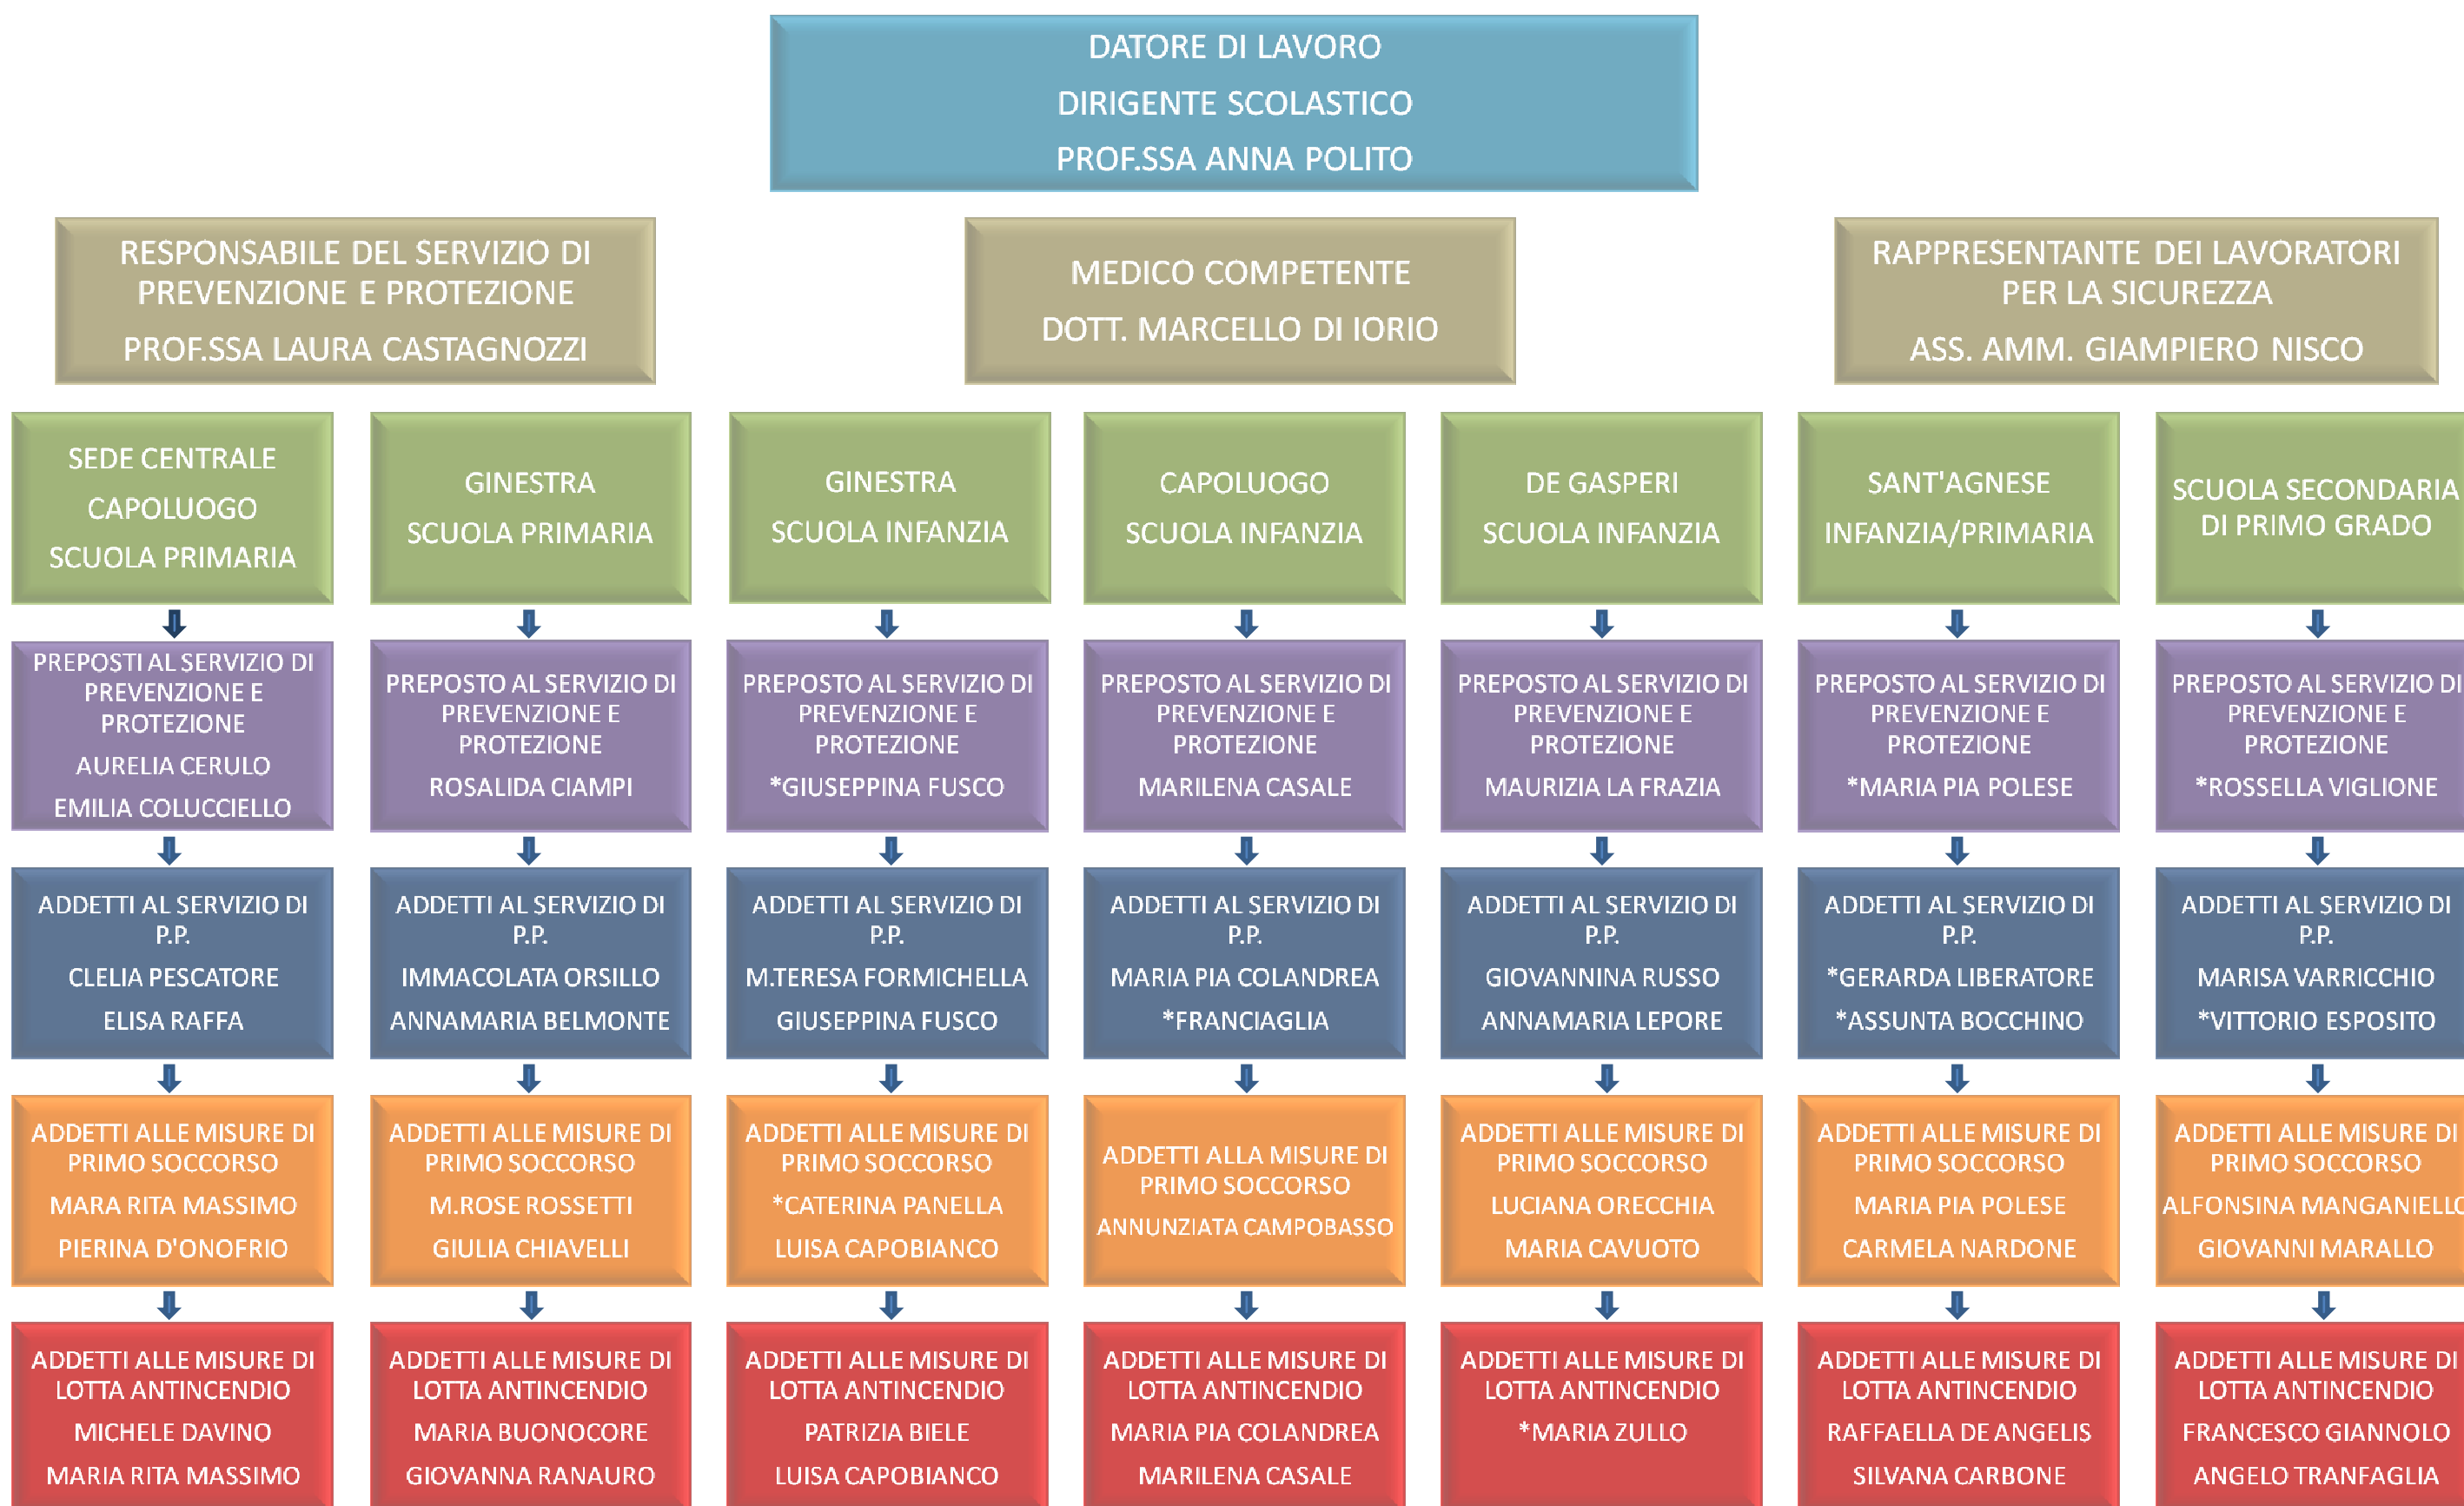 DATORE DI LAVORO
DIRIGENTE SCOLASTICO
PROF.SSA ANNA POLITO
RESPONSABILE DEL SERVIZIO DI
PREVENZIONE E PROTEZIONE
PROF.SSA LAURA CASTAGNOZZI
MEDICO COMPETENTE
DOTT. MARCELLO DI IORIO
RAPPRESENTANTE DEI LAVORATORI
PER LA SICUREZZA
ASS. AMM. GIAMPIERO NISCO
SEDE CENTRALE
CAPOLUOGO
SCUOLA PRIMARIA
GINESTRA
SCUOLA PRIMARIA
GINESTRA
SCUOLA INFANZIA
CAPOLUOGO
SCUOLA INFANZIA
DE GASPERI
SCUOLA INFANZIA
SANT'AGNESE
INFANZIA/PRIMARIA
SCUOLA SECONDARIA
DI PRIMO GRADO
PREPOSTI AL SERVIZIO DI
PREVENZIONE E
PROTEZIONE
AURELIA CERULO
EMILIA COLUCCIELLO
PREPOSTO AL SERVIZIO DI
PREVENZIONE E
PROTEZIONE
ROSALIDA CIAMPI
PREPOSTO AL SERVIZIO DI
PREVENZIONE E
PROTEZIONE
*GIUSEPPINA FUSCO
PREPOSTO AL SERVIZIO DI
PREVENZIONE E
PROTEZIONE
MARILENA CASALE
PREPOSTO AL SERVIZIO DI
PREVENZIONE E
PROTEZIONE
MAURIZIA LA FRAZIA
PREPOSTO AL SERVIZIO DI
PREVENZIONE E
PROTEZIONE
*MARIA PIA POLESE
PREPOSTO AL SERVIZIO DI
PREVENZIONE E
PROTEZIONE
*ROSSELLA VIGLIONE
ADDETTI AL SERVIZIO DI
P.P.
CLELIA PESCATORE
ELISA RAFFA
ADDETTI AL SERVIZIO DI
P.P.
IMMACOLATA ORSILLO
ANNAMARIA BELMONTE
ADDETTI AL SERVIZIO DI
P.P.
M.TERESA FORMICHELLA
GIUSEPPINA FUSCO
ADDETTI AL SERVIZIO DI
P.P.
MARIA PIA COLANDREA
*FRANCIAGLIA
ADDETTI AL SERVIZIO DI
P.P.
GIOVANNINA RUSSO
ANNAMARIA LEPORE
ADDETTI AL SERVIZIO DI
P.P.
*GERARDA LIBERATORE
*ASSUNTA BOCCHINO
ADDETTI AL SERVIZIO DI
P.P.
MARISA VARRICCHIO
*VITTORIO ESPOSITO
ADDETTI ALLE MISURE DI
PRIMO SOCCORSO
MARA RITA MASSIMO
PIERINA D'ONOFRIO
ADDETTI ALLE MISURE DI
PRIMO SOCCORSO
M.ROSE ROSSETTI
GIULIA CHIAVELLI
ADDETTI ALLE MISURE DI
PRIMO SOCCORSO
*CATERINA PANELLA
LUISA CAPOBIANCO
ADDETTI ALLA MISURE DI
PRIMO SOCCORSO
ANNUNZIATA CAMPOBASSO
ADDETTI ALLE MISURE DI
PRIMO SOCCORSO
LUCIANA ORECCHIA
MARIA CAVUOTO
ADDETTI ALLE MISURE DI
PRIMO SOCCORSO
MARIA PIA POLESE
CARMELA NARDONE
ADDETTI ALLE MISURE DI
PRIMO SOCCORSO
ALFONSINA MANGANIELLO
GIOVANNI MARALLO
ADDETTI ALLE MISURE DI
LOTTA ANTINCENDIO
MICHELE DAVINO
MARIA RITA MASSIMO
ADDETTI ALLE MISURE DI
LOTTA ANTINCENDIO
MARIA BUONOCORE
GIOVANNA RANAURO
ADDETTI ALLE MISURE DI
LOTTA ANTINCENDIO
PATRIZIA BIELE
LUISA CAPOBIANCO
ADDETTI ALLE MISURE DI
LOTTA ANTINCENDIO
MARIA PIA COLANDREA
MARILENA CASALE
ADDETTI ALLE MISURE DI
LOTTA ANTINCENDIO
*MARIA ZULLO
ADDETTI ALLE MISURE DI
LOTTA ANTINCENDIO
RAFFAELLA DE ANGELIS
SILVANA CARBONE
ADDETTI ALLE MISURE DI
LOTTA ANTINCENDIO
FRANCESCO GIANNOLO
ANGELO TRANFAGLIA